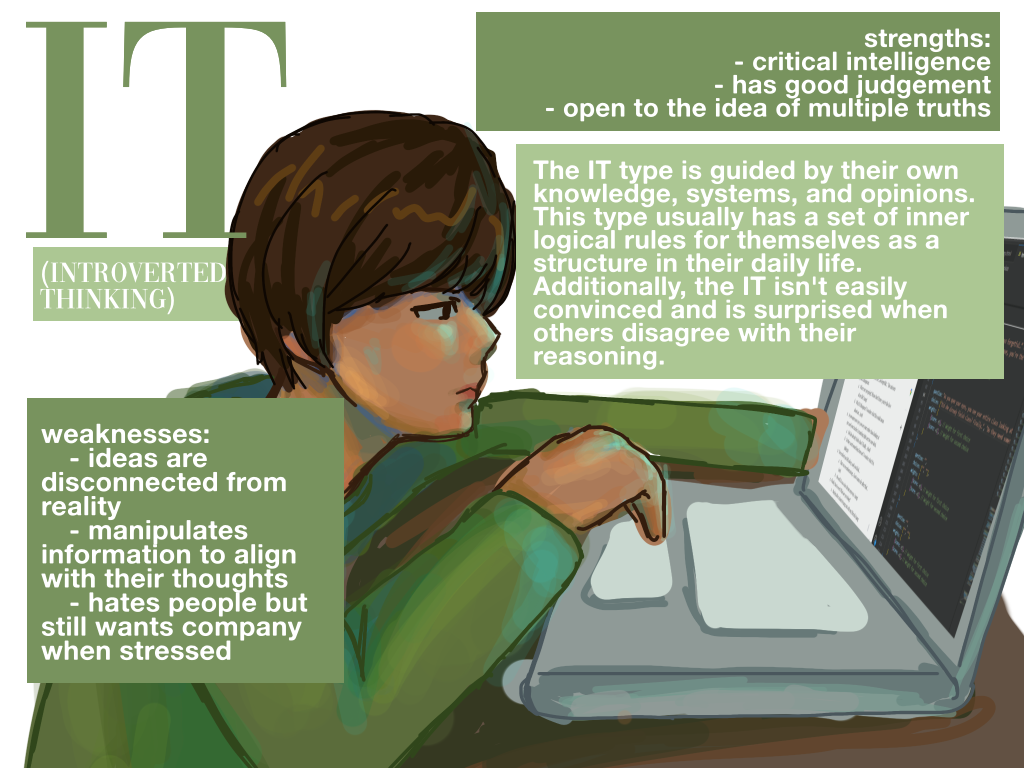 IT
(INTROVERTED
THINKING)
strengths:
- critical intelligence
- has good judgement
- open to the idea of multiple truths
The IT type is guided by their own
knowledge, systems, and opinions.
This type usually has a set of inner
logical rules for themselves as a
structure in their daily life.
Additionally, the IT isn't easily
convinced and is surprised when
others disagree with their
reasoning.
weaknesses:
- ideas are
disconnected from
reality
- manipulates
information to align
with their thoughts
- hates people but
still wants company
when stressed